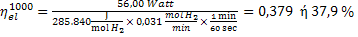 η_el^1000 = 56,00 Watt / (285.840 J/mol H₂ × 0,031 mol H₂/min × 1 min/60 sec) = 0,379 ή 37,9 %